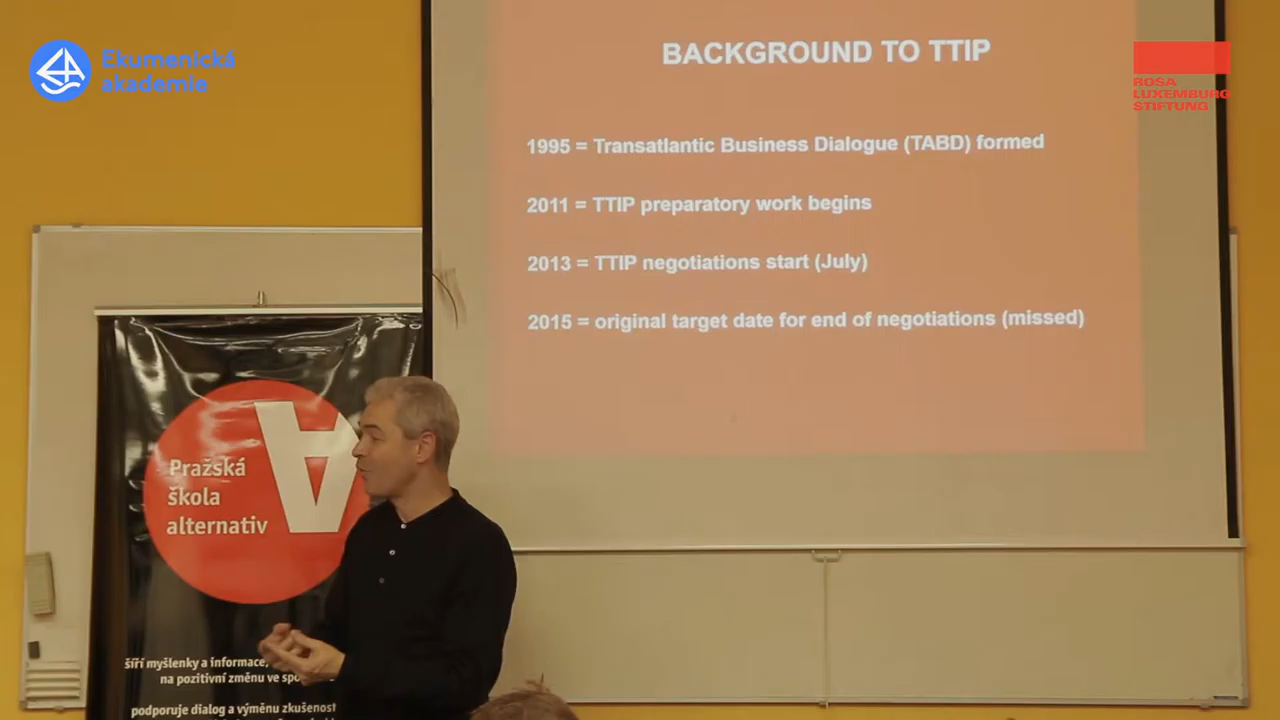 Ekumenická
akademie
BACKGROUND TO TTIP
ROSA
LUXEMBURG
STIFTUNG
1995 = Transatlantic Business Dialogue (TABD) formed
2011 = TTIP preparatory work begins
2013 = TTIP negotiations start (July)
2015 = original target date for end of negotiations (missed)
Pražská
škola
alternativ
šíří myšlenky a informace,
na pozitivní změnu ve
podporuje dialog a výměnu zkušenost